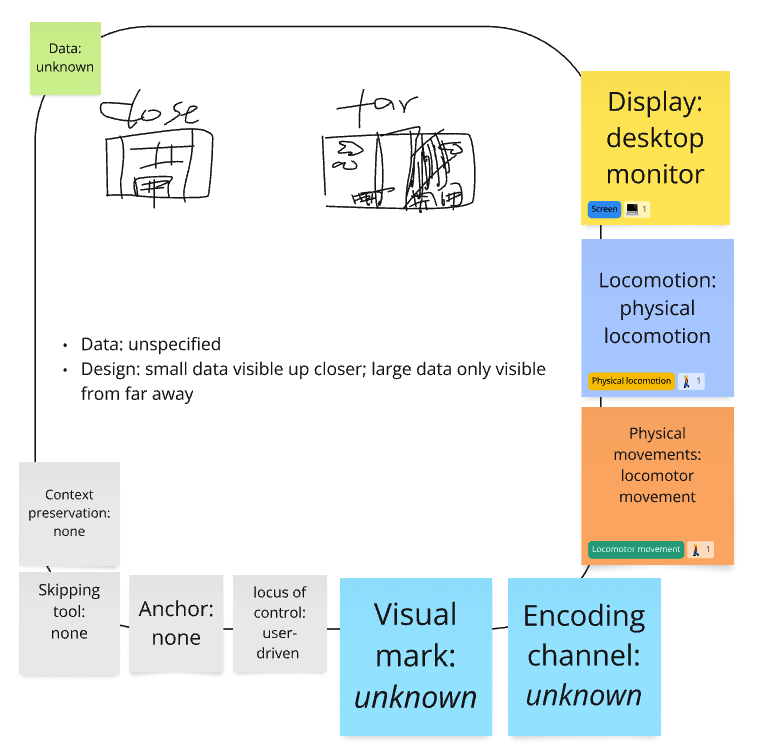 Data:
unknown
close
far
Display:
desktop
monitor
Screen 1
Locomotion:
physical
locomotion
Physical locomotion 1
• Data: unspecified
• Design: small data visible up closer; large data only visible
from far away
Physical
movements:
locomotor
movement
Locomotor movement 1
Context
preservation:
none
Skipping
tool:
none
Anchor:
none
locus of
control:
user-
driven
Visual
mark:
unknown
Encoding
channel:
unknown